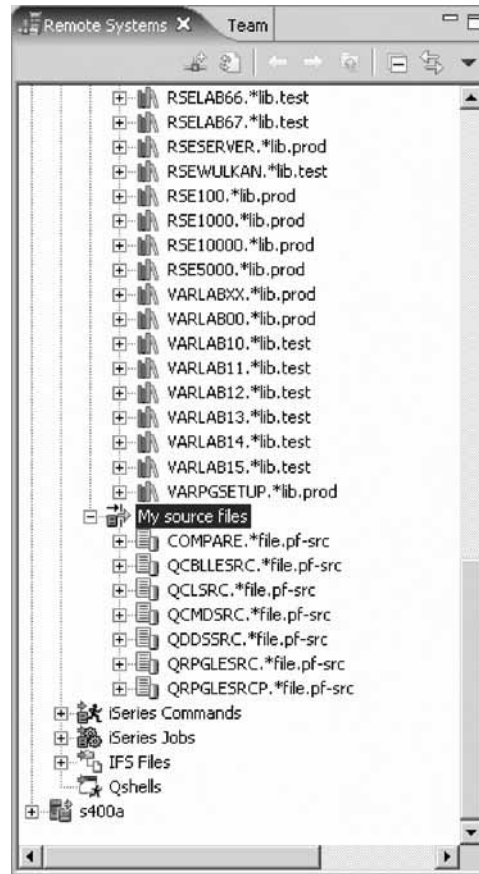 Remote Systems Team
RSELAB66.*lib.test
RSELAB67.*lib.test
RSESERVER.*lib.prod
RSEWULKAN.*lib.test
RSE100.*lib.prod
RSE1000.*lib.prod
RSE10000.*lib.prod
RSE5000.*lib.prod
VARLABXX.*lib.prod
VARLAB00.*lib.prod
VARLAB10.*lib.test
VARLAB11.*lib.test
VARLAB12.*lib.test
VARLAB13.*lib.test
VARLAB14.*lib.test
VARLAB15.*lib.test
VARPGSETUP.*lib.prod
My source files
COMPARE.*file.pf-src
QCBLLESRC.*file.pf-src
QCLSRC.*file.pf-src
QCMDSRC.*file.pf-src
QDDSSRC.*file.pf-src
QRPGLESRC.*file.pf-src
QRPGLESRCP.*file.pf-src
iSeries Commands
iSeries Jobs
IFS Files
Qshells
s400a